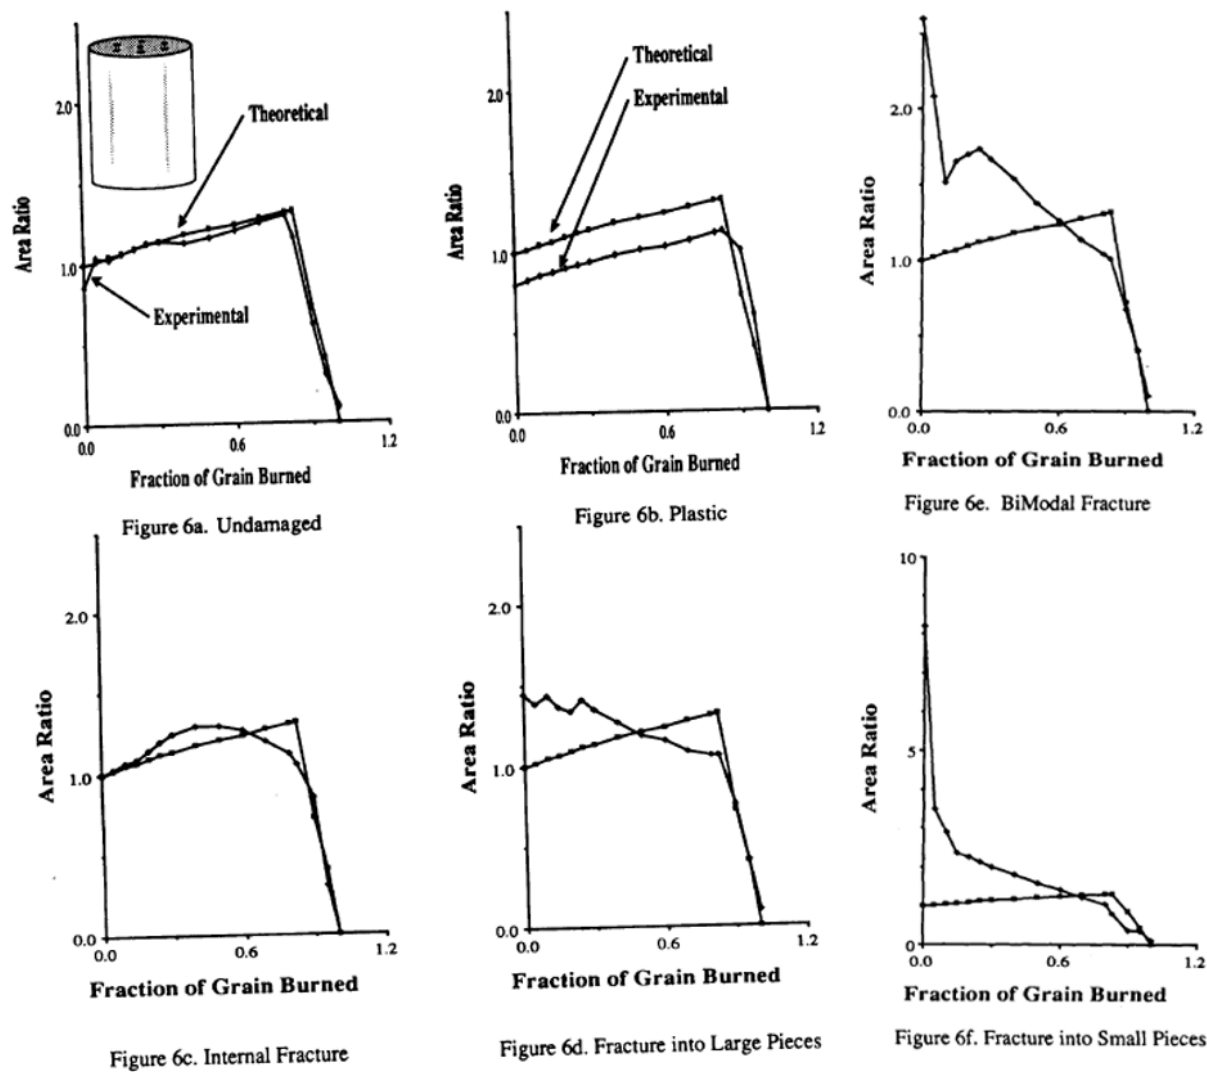 2.0
1.0
0.0
0.0
0.6
1.2
Area Ratio
Theoretical
Experimental
Fraction of Grain Burned
Figure 6a. Undamaged
2.0
1.0
0.0
0.0
0.6
1.2
Area Ratio
Theoretical
Experimental
Fraction of Grain Burned
Figure 6b. Plastic
2.0
1.0
0.0
0.0
0.6
1.2
Area Ratio
Fraction of Grain Burned
Figure 6e. BiModal Fracture
2.0
1.0
0.0
0.0
0.6
1.2
Area Ratio
Fraction of Grain Burned
Figure 6c. Internal Fracture
2.0
1.0
0.0
0.0
0.6
1.2
Area Ratio
Fraction of Grain Burned
Figure 6d. Fracture into Large Pieces
10
5
0
0.0
0.6
1.2
Area Ratio
Fraction of Grain Burned
Figure 6f. Fracture into Small Pieces